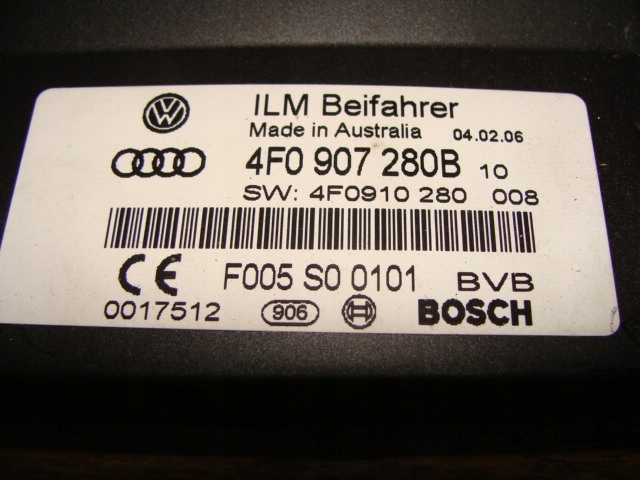 ILM Beifahrer
Made in Australia 04.02.06
4F0 907 280B 10
SW: 4F0910 280 008
CE F005 S0 0101 BVB
0017512 906 BOSCH